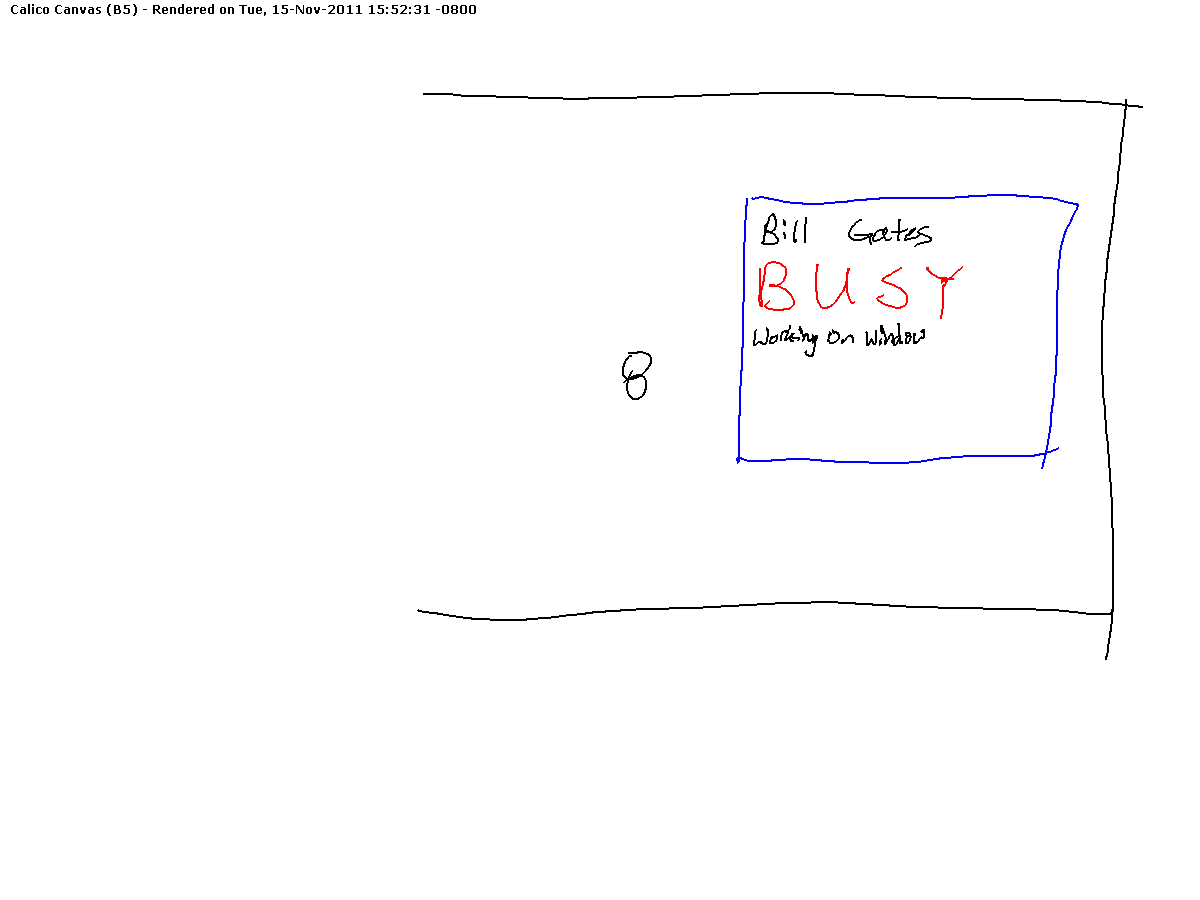 Calico Canvas (B5) - Rendered on Tue, 15-Nov-2011 15:52:31 -0800
Bill Gates
BUSY
Working on Window
8